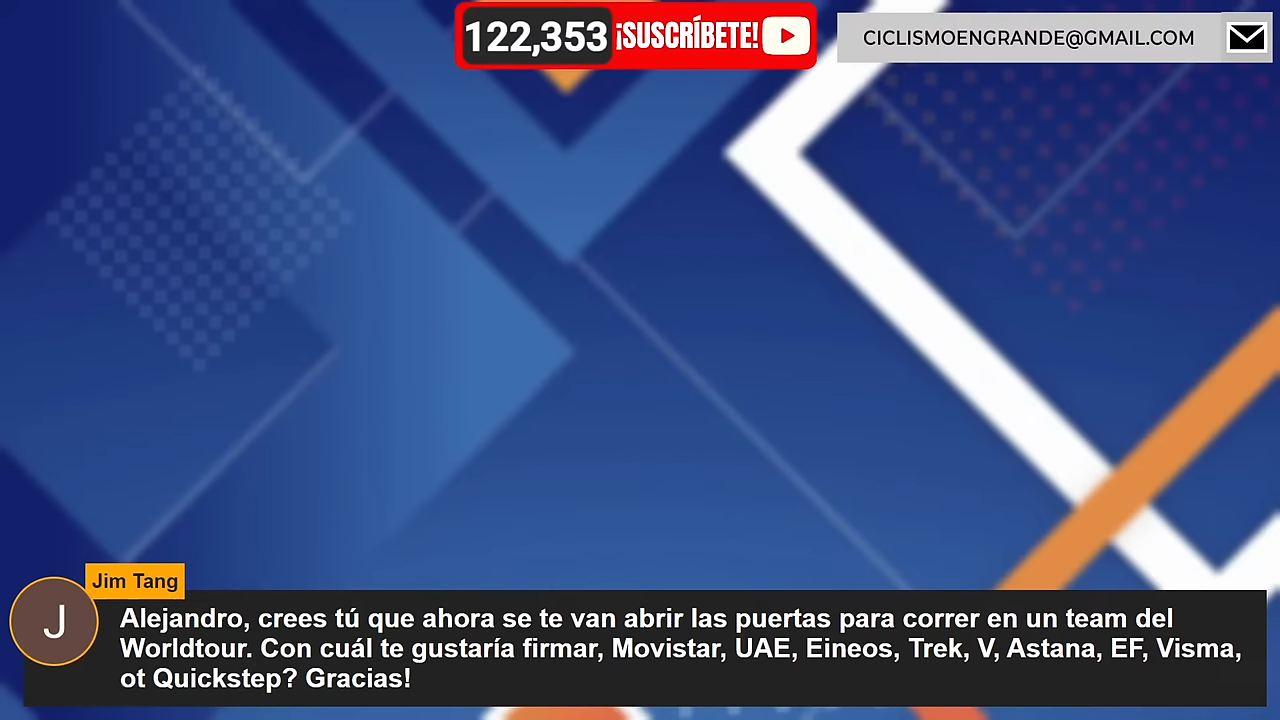 122,353 ¡SUSCRÍBETE!
CICLISMOENGRANDE@GMAIL.COM
Jim Tang
J
Alejandro, crees tú que ahora se te van abrir las puertas para correr en un team del
Worldtour. Con cuál te gustaría firmar, Movistar, UAE, Eineos, Trek, V, Astana, EF, Visma,
ot Quickstep? Gracias!